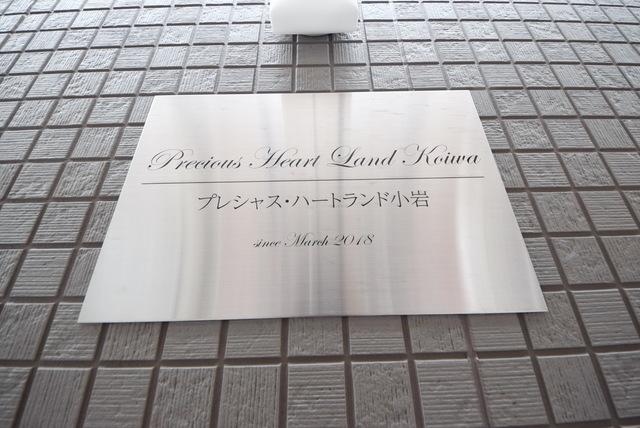 Precious Heart Land Koiwa
プレシャス・ハートランド小岩
since March 2018